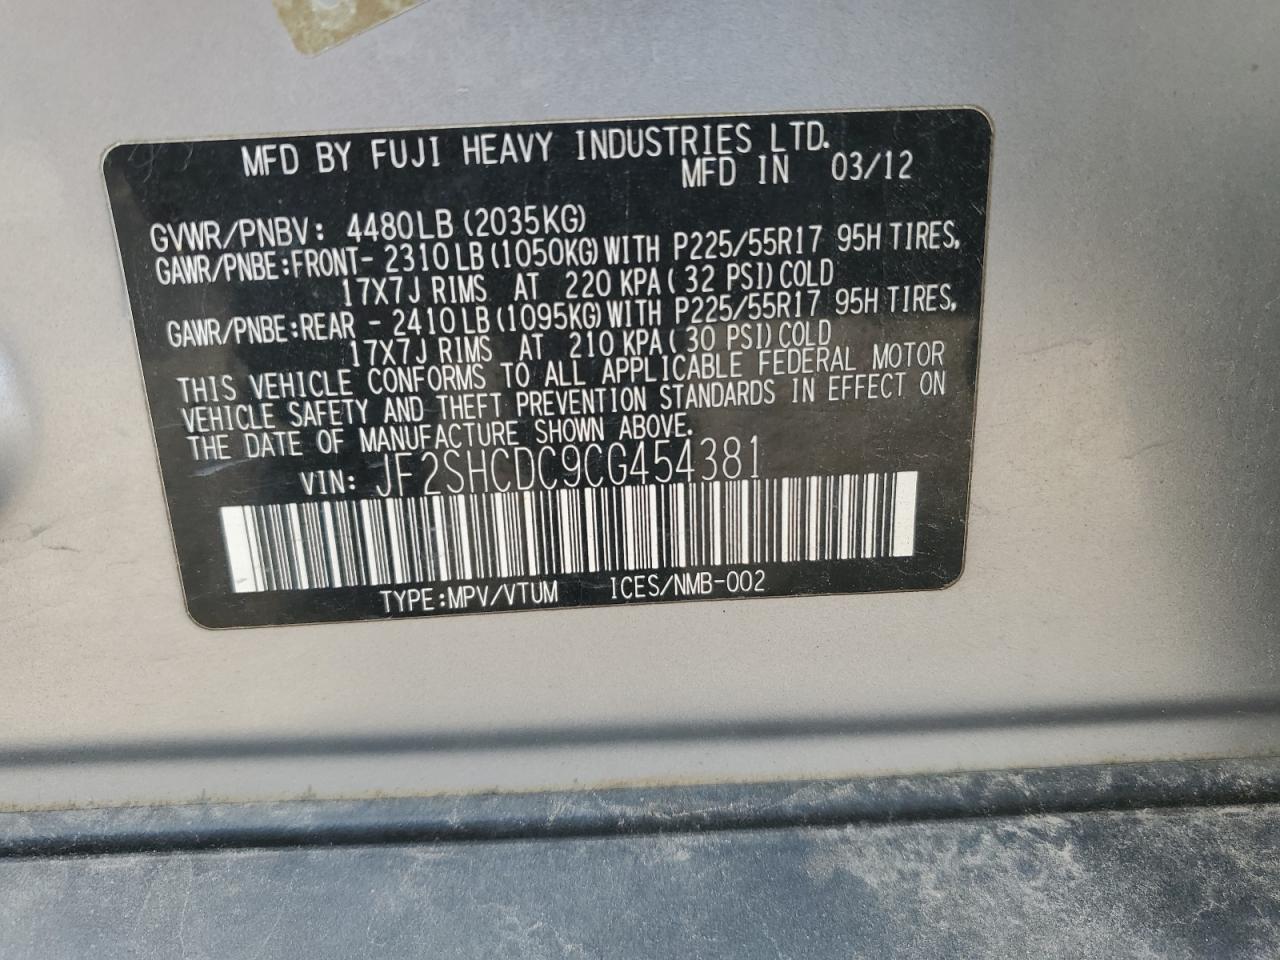 MFD BY FUJI HEAVY INDUSTRIES LTD.
MFD IN 03/12
GVWR/PNBV: 4480LB (2035KG)
GAWR/PNBE:FRONT- 2310LB (1050KG) WITH P225/55R17 95H TIRES,
17X7J RIMS AT 220 KPA ( 32 PSI) COLD
GAWR/PNBE:REAR - 2410LB (1095KG) WITH P225/55R17 95H TIRES,
17X7J RIMS AT 210 KPA ( 30 PSI) COLD
THIS VEHICLE CONFORMS TO ALL APPLICABLE FEDERAL MOTOR
VEHICLE SAFETY AND THEFT PREVENTION STANDARDS IN EFFECT ON
THE DATE OF MANUFACTURE SHOWN ABOVE.
VIN: JF2SHCDC9CG454381
TYPE:MPV/VTUM ICES/NMB-002